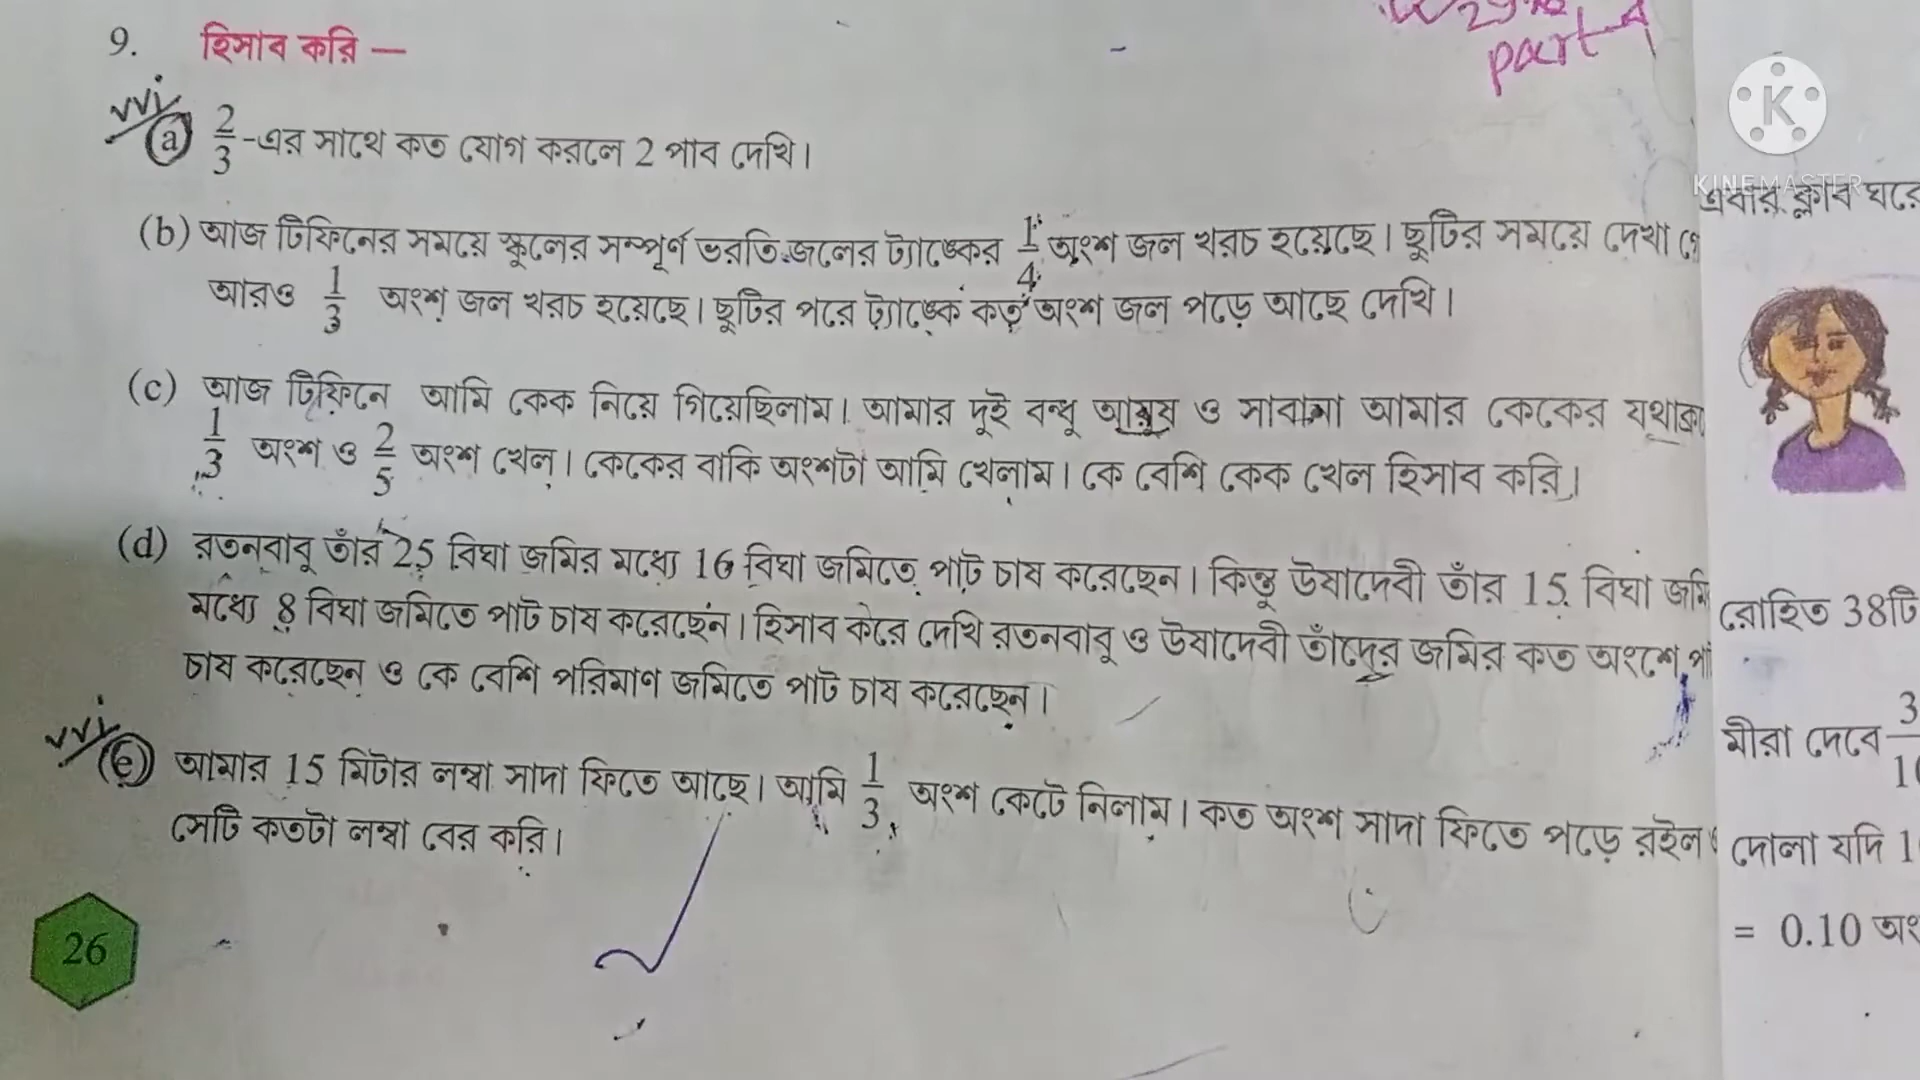 part 4
9. হিসাব করি —
vvi (a) 2/3 -এর সাথে কত যোগ করলে 2 পাব দেখি।
(b) আজ টিফিনের সময়ে স্কুলের সম্পূর্ণ ভরতি জলের ট্যাঙ্কের 1/4 অংশ জল খরচ হয়েছে। ছুটির সময়ে দেখা
আরও 1/3 অংশ জল খরচ হয়েছে। ছুটির পরে ট্যাঙ্কে কত অংশ জল পড়ে আছে দেখি।
(c) আজ টিফিনে আমি কেক নিয়ে গিয়েছিলাম। আমার দুই বন্ধু আয়ুষ ও সাবানা আমার কেকের
1/3 অংশ ও 2/5 অংশ খেল। কেকের বাকি অংশটা আমি খেলাম। কে বেশি কেক খেল হিসাব করি।
(d) রতনবাবু তাঁর 25 বিঘা জমির মধ্যে 16 বিঘা জমিতে পাট চাষ করেছেন। কিন্তু উষাদেবী তাঁর 15 বিঘা
মধ্যে 8 বিঘা জমিতে পাট চাষ করেছেন। হিসাব করে দেখি রতনবাবু ও উষাদেবী তাঁদের জমির কত অংশে
চাষ করেছেন ও কে বেশি পরিমাণ জমিতে পাট চাষ করেছেন।
vvi (e) আমার 15 মিটার লম্বা সাদা ফিতে আছে। আমি 1/3 অংশ কেটে নিলাম। কত অংশ সাদা ফিতে পড়ে রইল
সেটি কতটা লম্বা বের করি।
26
KINEMASTER
এবার ক্লাব ঘরে
রোহিত 38টি
মীরা দেবে
দোলা যদি
= 0.10